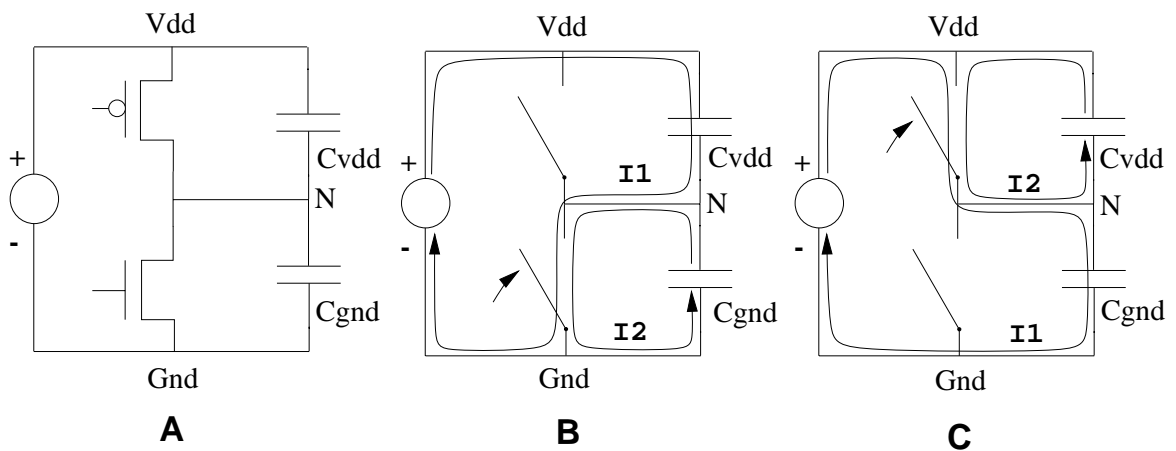 Vdd
+
-
Cvdd
N
Cgnd
Gnd
A
Vdd
+
-
I1
Cvdd
N
Cgnd
I2
Gnd
B
Vdd
+
-
Cvdd
I2
N
Cgnd
I1
Gnd
C